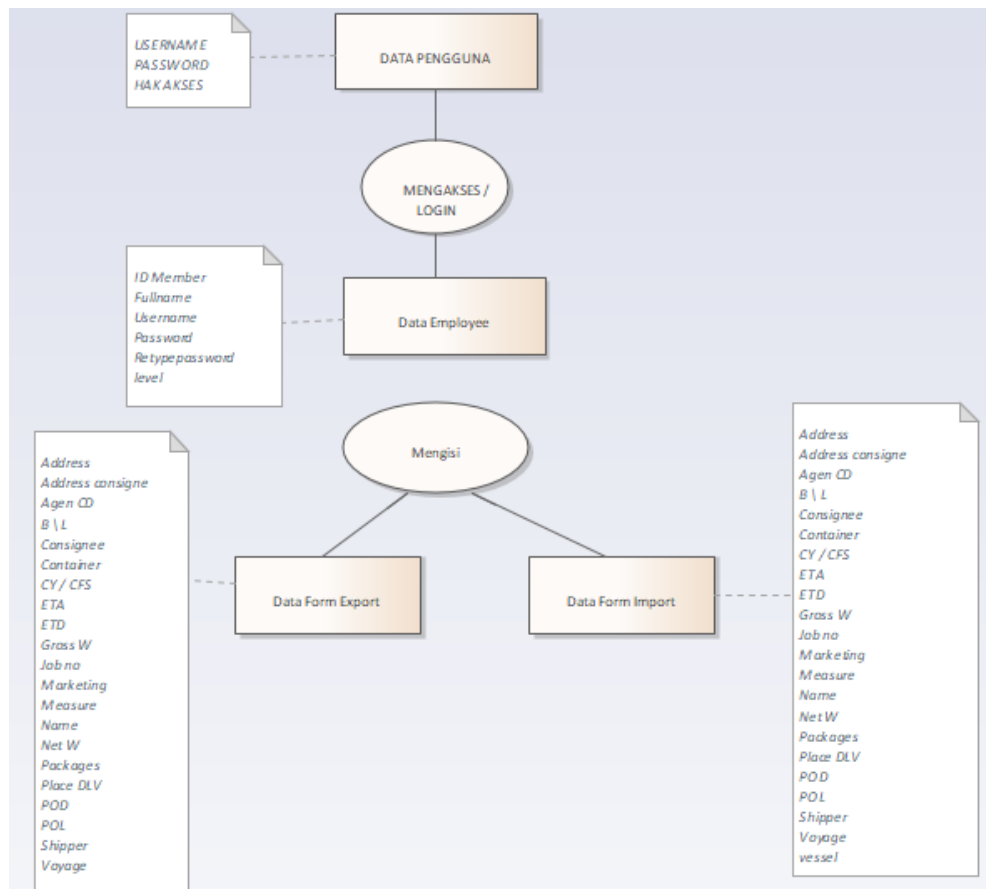 USERNAME
PASSWORD
HAK AKSES
DATA PENGGUNA
MENGAKSES /
LOGIN
ID Member
Fullname
Username
Password
Retypepassword
level
Data Employee
Mengisi
Address
Address consigne
Agen CD
B \ L
Consignee
Container
CY / CFS
ETA
ETD
Gross W
Job no
Marketing
Measure
Name
Net W
Packages
Place DLV
POD
POL
Shipper
Voyage
Data Form Export
Data Form Import
Address
Address consigne
Agen CD
B \ L
Consignee
Container
CY / CFS
ETA
ETD
Gross W
Job no
Marketing
Measure
Name
Net W
Packages
Place DLV
POD
POL
Shipper
Voyage
vessel